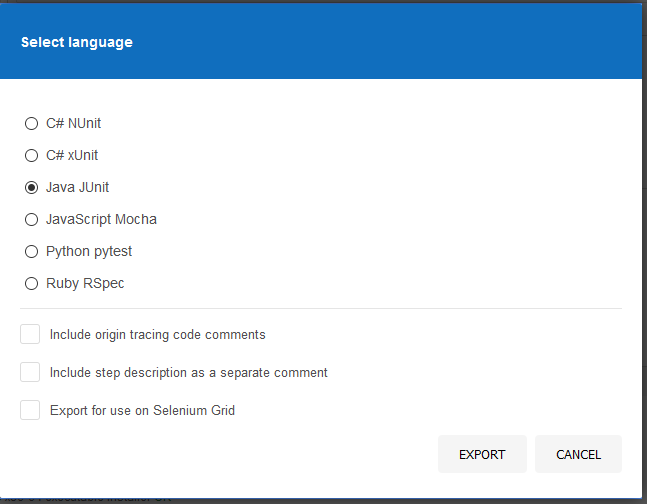 Select language
C# NUnit
C# xUnit
Java JUnit
JavaScript Mocha
Python pytest
Ruby RSpec
Include origin tracing code comments
Include step description as a separate comment
Export for use on Selenium Grid
EXPORT
CANCEL